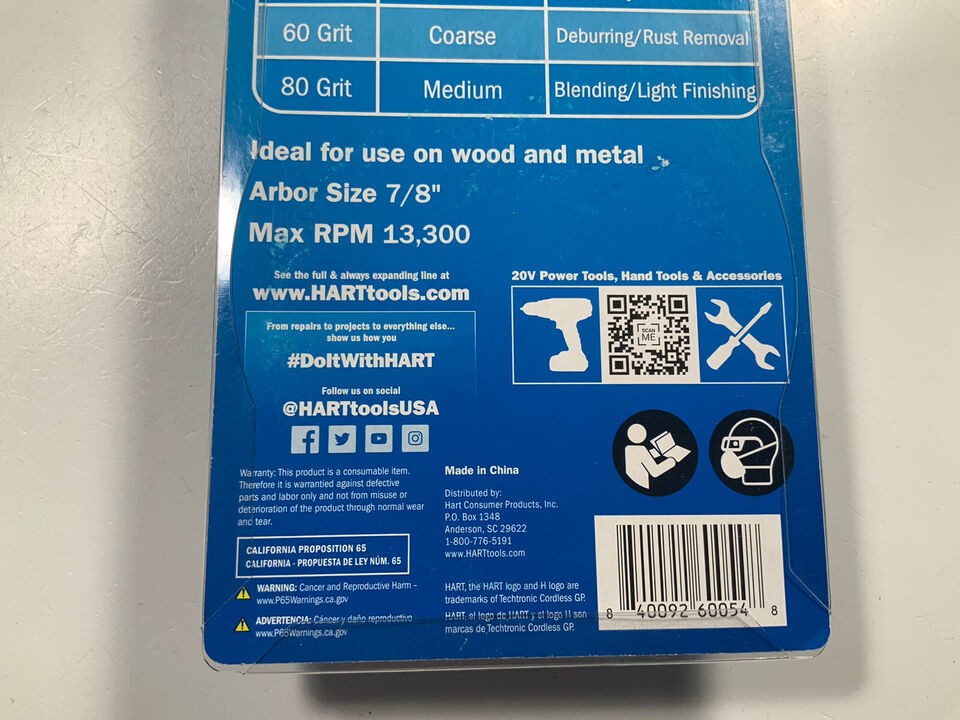 60 Grit Coarse Deburring/Rust Removal
80 Grit Medium Blending/Light Finishing
Ideal for use on wood and metal
Arbor Size 7/8"
Max RPM 13,300
See the full & always expanding line at
www.HARTtools.com
From repairs to projects to everything else...
show us how you
#DoItWithHART
Follow us on social
@HARTtoolsUSA
20V Power Tools, Hand Tools & Accessories
SCAN
ME
Warranty: This product is a consumable item.
Therefore it is warrantied against defective
parts and labor only and not from misuse or
deterioration of the product through normal wear
and tear.
CALIFORNIA PROPOSITION 65
CALIFORNIA - PROPUESTA DE LEY NÚM. 65
WARNING: Cancer and Reproductive Harm –
www.P65Warnings.ca.gov
ADVERTENCIA: Cáncer y daño reproductivo -
www.P65Warnings.ca.gov
Made in China
Distributed by:
Hart Consumer Products, Inc.
P.O. Box 1348
Anderson, SC 29622
1-800-776-5191
www.HARTtools.com
HART, the HART logo and H logo are
trademarks of Techtronic Cordless GP.
HART, el logo de HART y el logo H son
marcas de Techtronic Cordless GP.
8 40092 60054 8